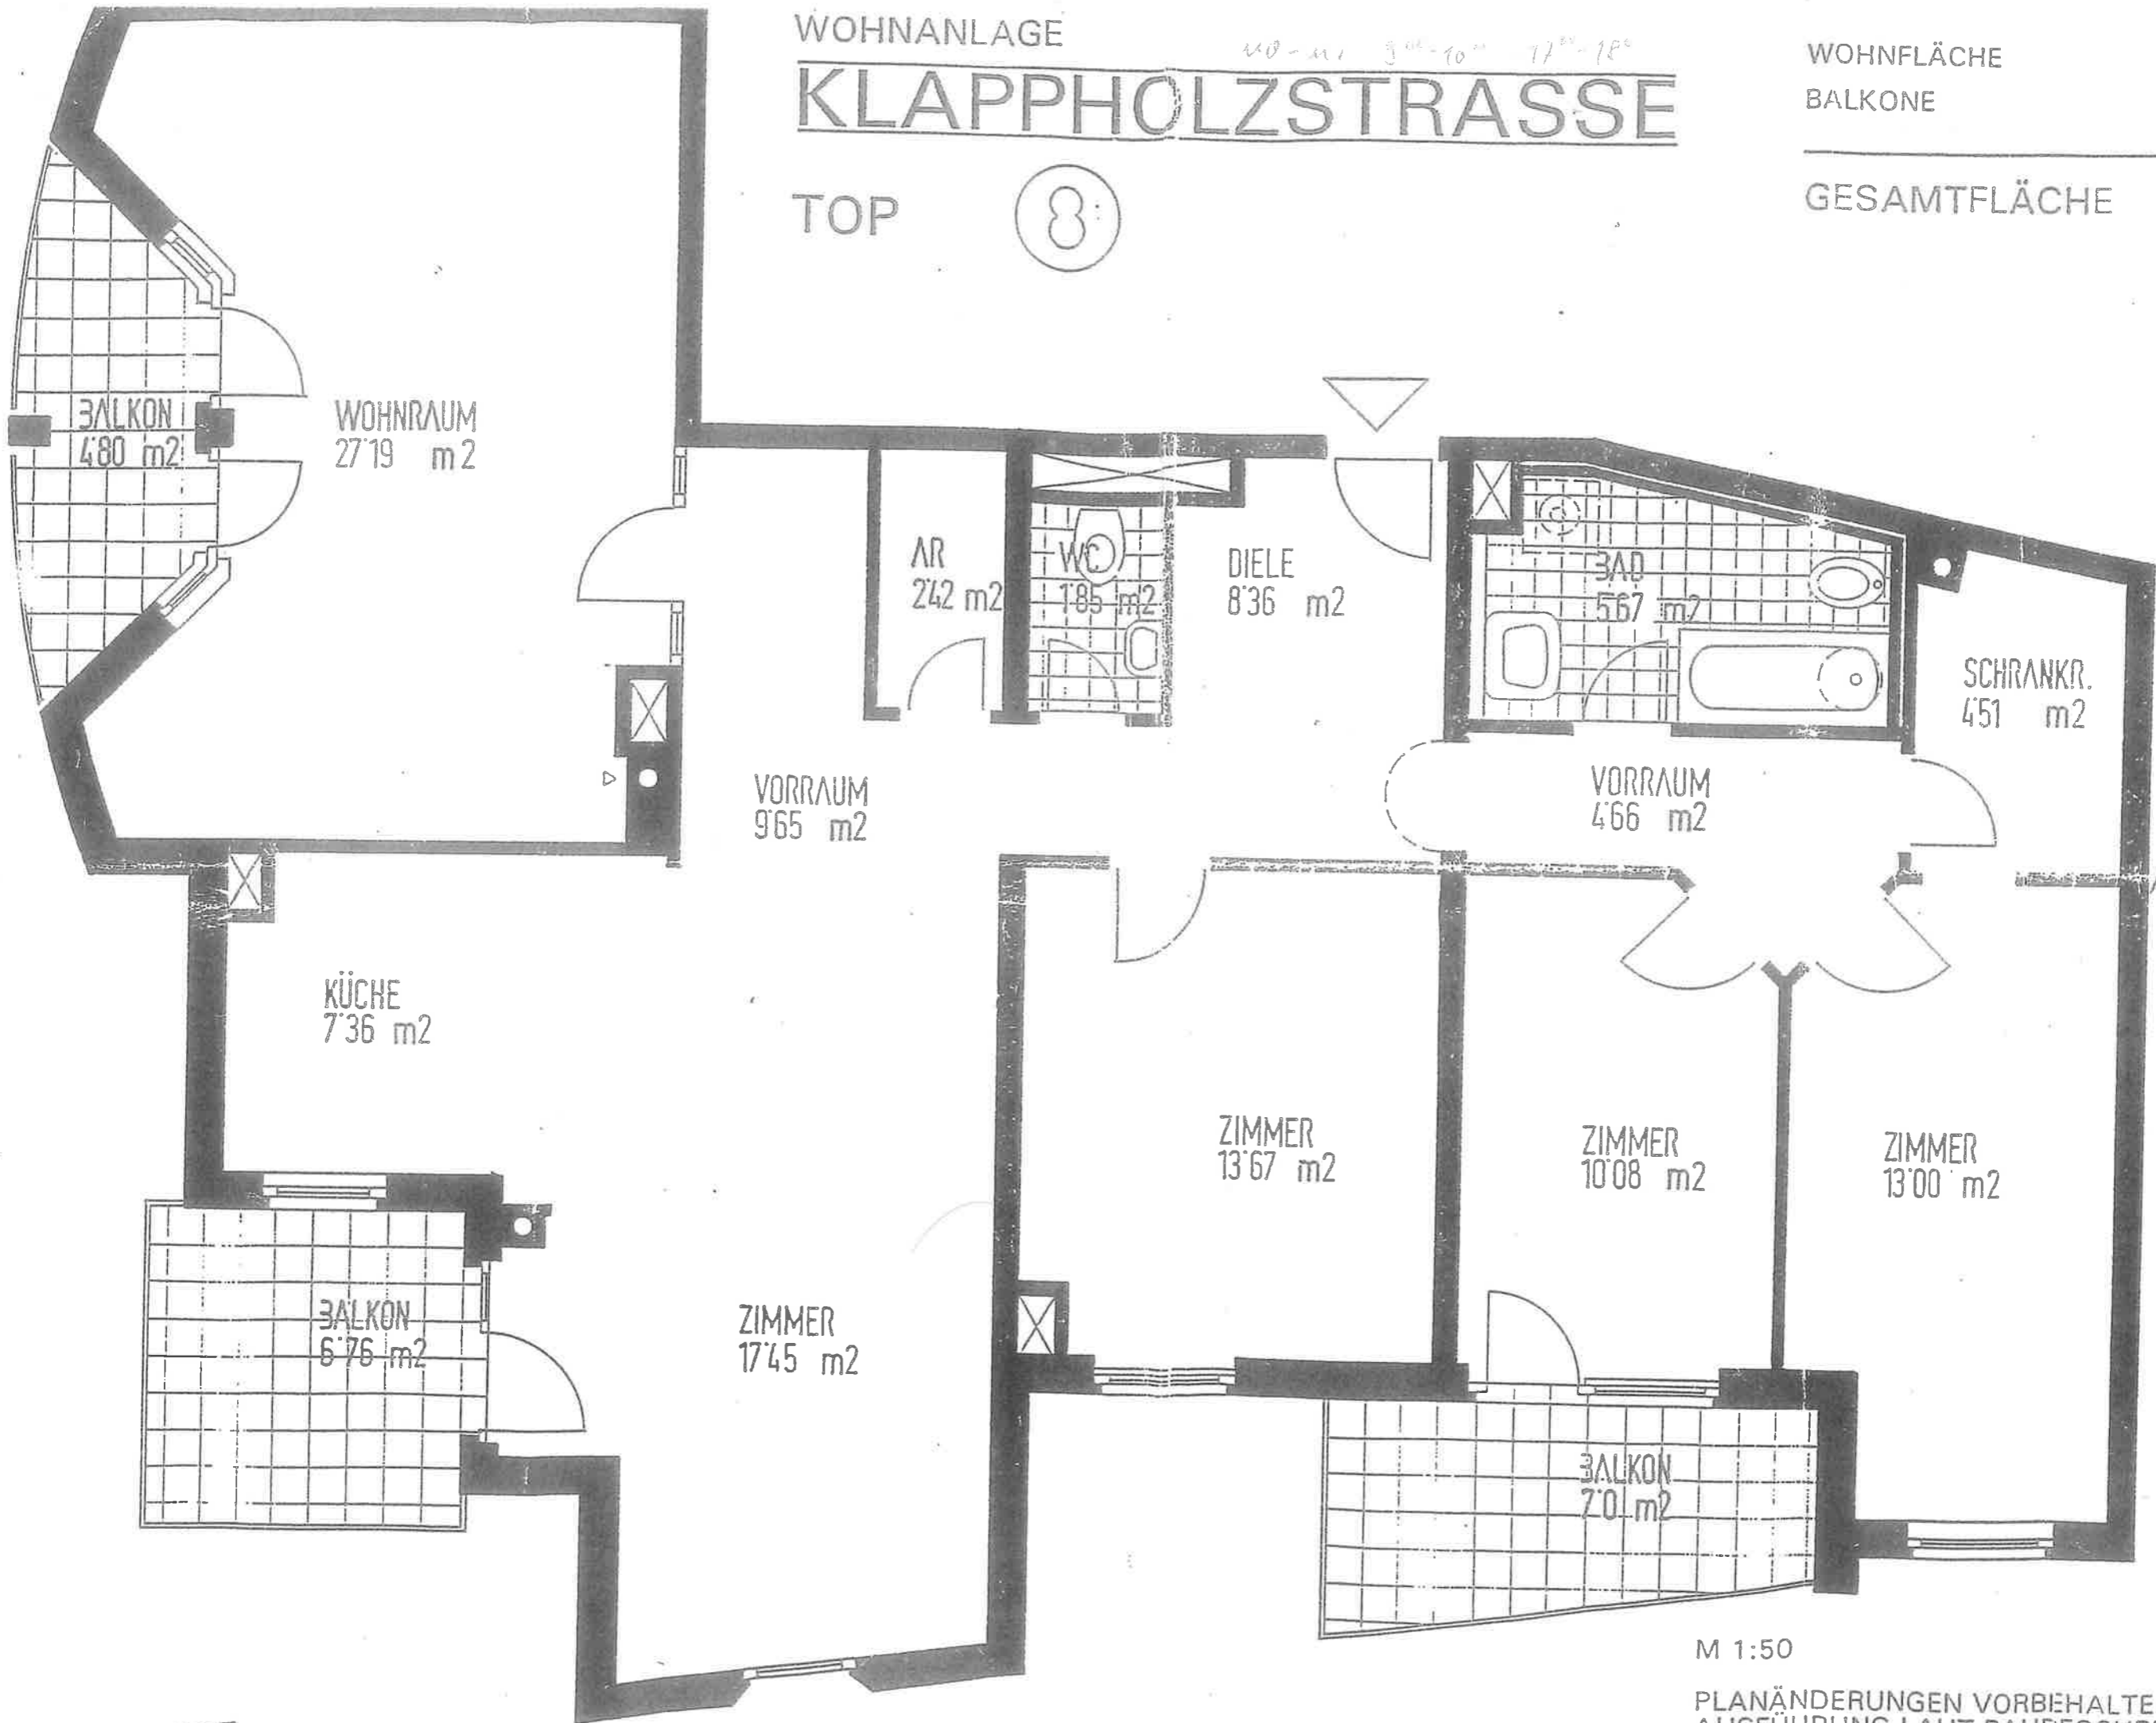 WOHNANLAGE
KLAPPHOLZSTRASSE
TOP 8
WOHNFLÄCHE
BALKONE
GESAMTFLÄCHE
BALKON
4'80 m2
WOHNRAUM
27'19 m2
AR
2'42 m2
WC
1'85 m2
DIELE
8'36 m2
BAD
5'67 m2
SCHRANKR.
4'51 m2
VORRAUM
9'65 m2
VORRAUM
4'66 m2
KÜCHE
7'36 m2
ZIMMER
13'67 m2
ZIMMER
10'08 m2
ZIMMER
13'00 m2
BALKON
6'76 m2
ZIMMER
17'45 m2
BALKON
7'0 m2
M 1:50
PLANÄNDERUNGEN VORBEHALTE